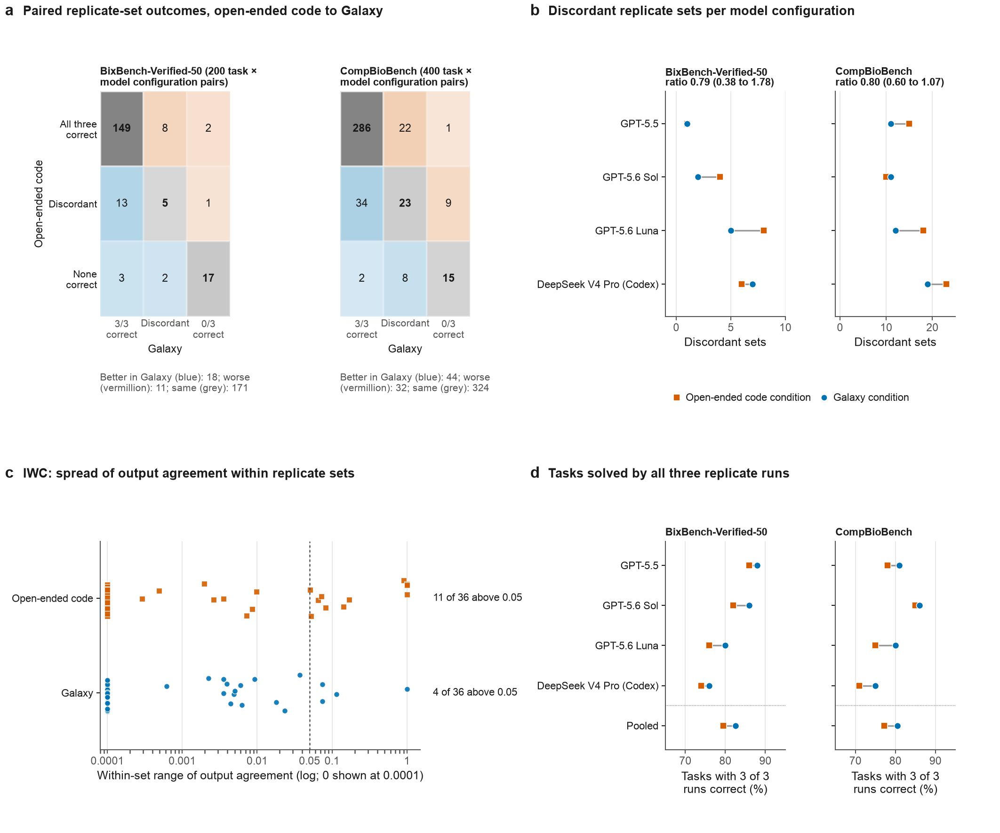 a Paired replicate-set outcomes, open-ended code to Galaxy
BixBench-Verified-50 (200 task ×
model configuration pairs)
CompBioBench (400 task ×
model configuration pairs)
Open-ended code
All three
correct
149 8 2
286 22 1
Discordant
13 5 1
34 23 9
None
correct
3 2 17
2 8 15
3/3
correct
Discordant
0/3
correct
3/3
correct
Discordant
0/3
correct
Galaxy
Galaxy
Better in Galaxy (blue): 18; worse
(vermillion): 11; same (grey): 171
Better in Galaxy (blue): 44; worse
(vermillion): 32; same (grey): 324
b Discordant replicate sets per model configuration
BixBench-Verified-50
ratio 0.79 (0.38 to 1.78)
CompBioBench
ratio 0.80 (0.60 to 1.07)
GPT-5.5
GPT-5.6 Sol
GPT-5.6 Luna
DeepSeek V4 Pro (Codex)
0 5 10
0 10 20
Discordant sets
Discordant sets
Open-ended code condition
Galaxy condition
c IWC: spread of output agreement within replicate sets
Open-ended code
11 of 36 above 0.05
Galaxy
4 of 36 above 0.05
0.0001 0.001 0.01 0.05 0.1 1
Within-set range of output agreement (log; 0 shown at 0.0001)
d Tasks solved by all three replicate runs
BixBench-Verified-50
CompBioBench
GPT-5.5
GPT-5.6 Sol
GPT-5.6 Luna
DeepSeek V4 Pro (Codex)
Pooled
70 80 90
70 80 90
Tasks with 3 of 3
runs correct (%)
Tasks with 3 of 3
runs correct (%)